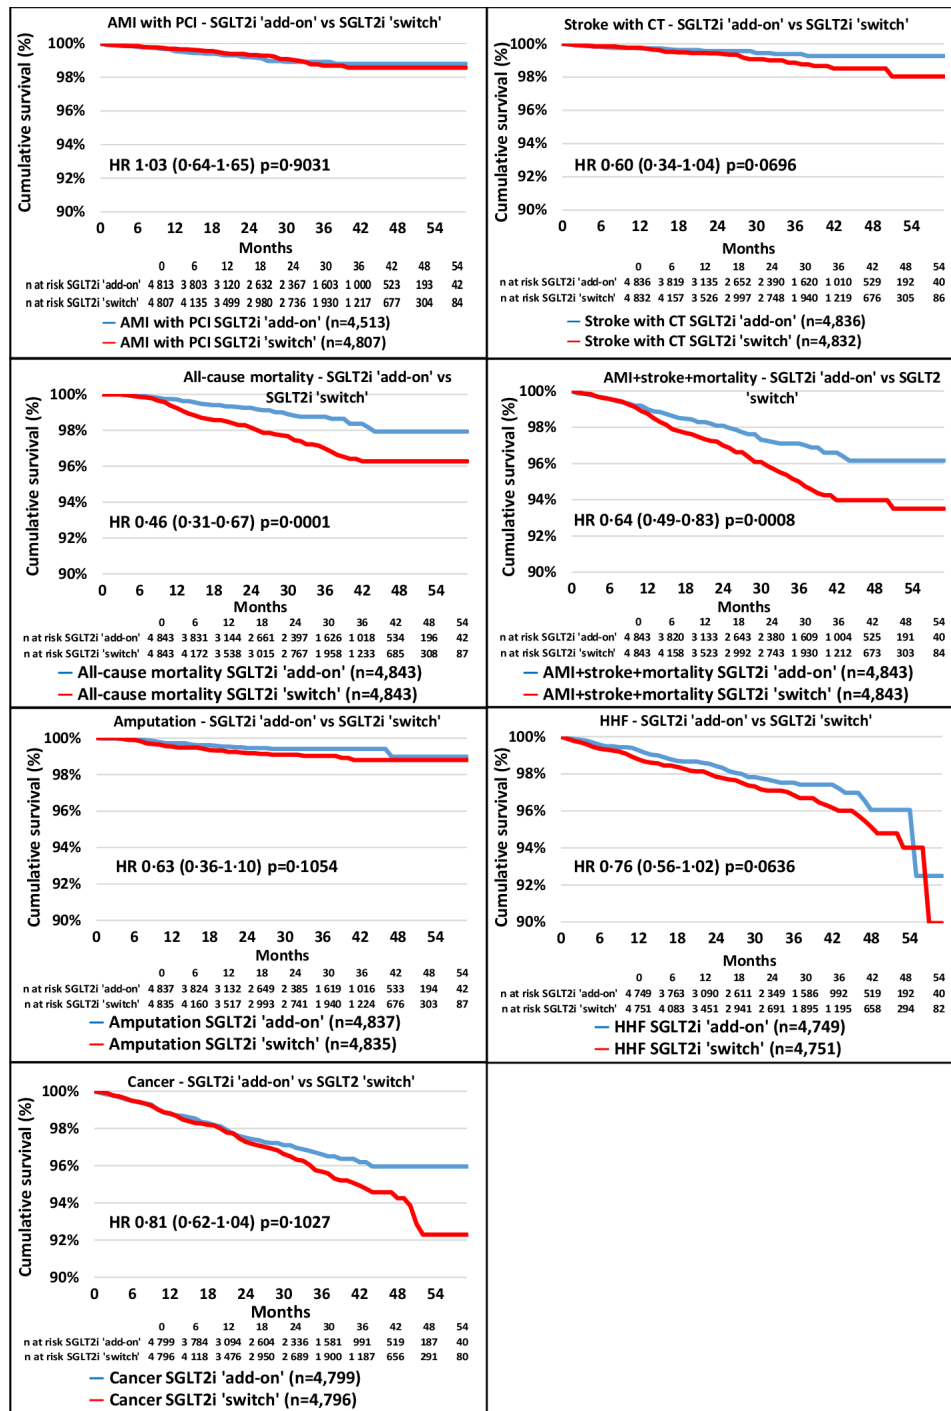 AMI with PCI - SGLT2i 'add-on' vs SGLT2i 'switch'
Cumulative survival (%)
100%
98%
96%
94%
92%
90%
HR 1·03 (0·64-1·65) p=0·9031
0 6 12 18 24 30 36 42 48 54
Months
0 6 12 18 24 30 36 42 48 54
n at risk SGLT2i 'add-on' 4 813 3 803 3 120 2 632 2 367 1 603 1 000 523 193 42
n at risk SGLT2i 'switch' 4 807 4 135 3 499 2 980 2 736 1 930 1 217 677 304 84
AMI with PCI SGLT2i 'add-on' (n=4,513)
AMI with PCI SGLT2i 'switch' (n=4,807)
Stroke with CT - SGLT2i 'add-on' vs SGLT2i 'switch'
Cumulative survival (%)
100%
98%
96%
94%
92%
90%
HR 0·60 (0·34-1·04) p=0·0696
0 6 12 18 24 30 36 42 48 54
Months
0 6 12 18 24 30 36 42 48 54
n at risk SGLT2i 'add-on' 4 836 3 819 3 135 2 652 2 390 1 620 1 010 529 192 40
n at risk SGLT2i 'switch' 4 832 4 157 3 526 2 997 2 748 1 940 1 219 676 305 86
Stroke with CT SGLT2i 'add-on' (n=4,836)
Stroke with CT SGLT2i 'switch' (n=4,832)
All-cause mortality - SGLT2i 'add-on' vs
SGLT2i 'switch'
Cumulative survival (%)
100%
98%
96%
94%
92%
90%
HR 0·46 (0·31-0·67) p=0·0001
0 6 12 18 24 30 36 42 48 54
Months
0 6 12 18 24 30 36 42 48 54
n at risk SGLT2i 'add-on' 4 843 3 831 3 144 2 661 2 397 1 626 1 018 534 196 42
n at risk SGLT2i 'switch' 4 843 4 172 3 538 3 015 2 767 1 958 1 233 685 308 87
All-cause mortality SGLT2i 'add-on' (n=4,843)
All-cause mortality SGLT2i 'switch' (n=4,843)
AMI+stroke+mortality - SGLT2i 'add-on' vs SGLT2
'switch'
Cumulative survival (%)
100%
98%
96%
94%
92%
90%
HR 0·64 (0·49-0·83) p=0·0008
0 6 12 18 24 30 36 42 48 54
Months
0 6 12 18 24 30 36 42 48 54
n at risk SGLT2i 'add-on' 4 843 3 820 3 133 2 643 2 380 1 609 1 004 525 191 40
n at risk SGLT2i 'switch' 4 843 4 158 3 523 2 992 2 743 1 930 1 212 673 303 84
AMI+stroke+mortality SGLT2i 'add-on' (n=4,843)
AMI+stroke+mortality SGLT2i 'switch' (n=4,843)
Amputation - SGLT2i 'add-on' vs SGLT2i 'switch'
Cumulative survival (%)
100%
98%
96%
94%
92%
90%
HR 0·63 (0·36-1·10) p=0·1054
0 6 12 18 24 30 36 42 48 54
Months
0 6 12 18 24 30 36 42 48 54
n at risk SGLT2i 'add-on' 4 837 3 824 3 132 2 649 2 385 1 619 1 016 533 194 42
n at risk SGLT2i 'switch' 4 835 4 160 3 517 2 993 2 741 1 940 1 224 676 303 87
Amputation SGLT2i 'add-on' (n=4,837)
Amputation SGLT2i 'switch' (n=4,835)
HHF - SGLT2i 'add-on' vs SGLT2i 'switch'
Cumulative survival (%)
100%
98%
96%
94%
92%
90%
HR 0·76 (0·56-1·02) p=0·0636
0 6 12 18 24 30 36 42 48 54
Months
0 6 12 18 24 30 36 42 48 54
n at risk SGLT2i 'add-on' 4 749 3 763 3 090 2 611 2 349 1 586 992 519 192 40
n at risk SGLT2i 'switch' 4 751 4 083 3 451 2 941 2 691 1 895 1 195 658 294 82
HHF SGLT2i 'add-on' (n=4,749)
HHF SGLT2i 'switch' (n=4,751)
Cancer - SGLT2i 'add-on' vs SGLT2 'switch'
Cumulative survival (%)
100%
98%
96%
94%
92%
90%
HR 0·81 (0·62-1·04) p=0·1027
0 6 12 18 24 30 36 42 48 54
Months
0 6 12 18 24 30 36 42 48 54
n at risk SGLT2i 'add-on' 4 799 3 784 3 094 2 604 2 336 1 581 991 519 187 40
n at risk SGLT2i 'switch' 4 796 4 118 3 476 2 950 2 689 1 900 1 187 656 291 80
Cancer SGLT2i 'add-on' (n=4,799)
Cancer SGLT2i 'switch' (n=4,796)